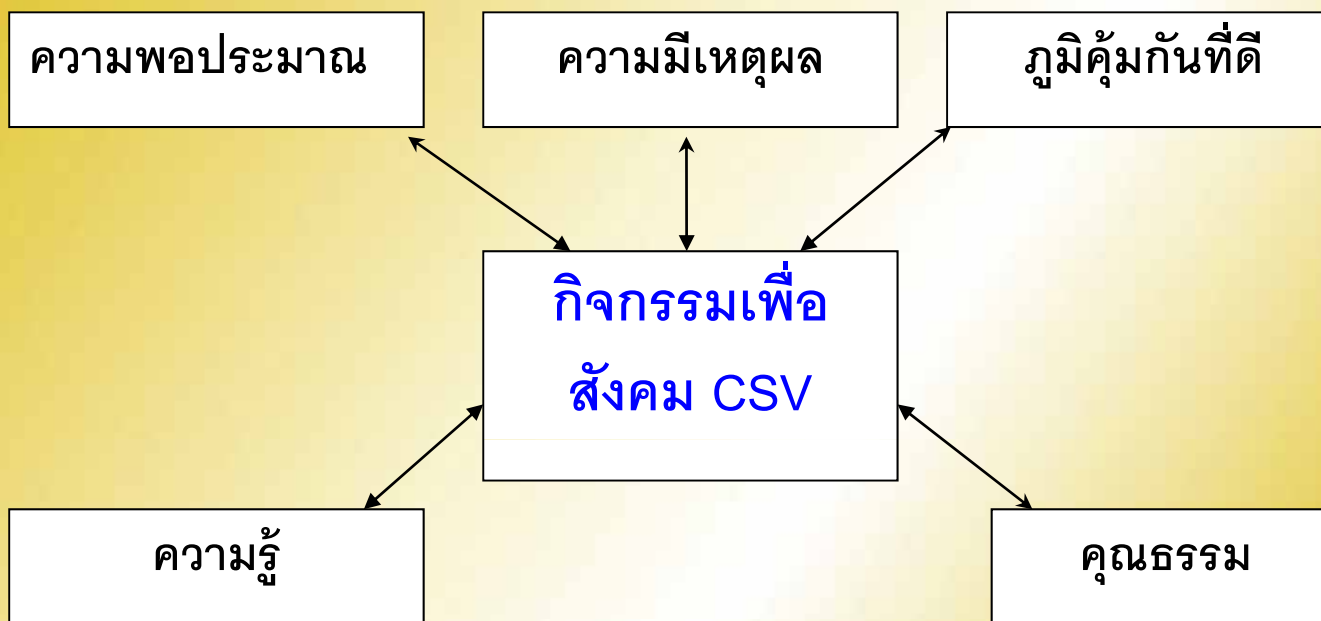 ความพอประมาณ
ความมีเหตุผล
ภูมิคุ้มกันที่ดี
กิจกรรมเพื่อ
สังคม CSV
ความรู้
คุณธรรม